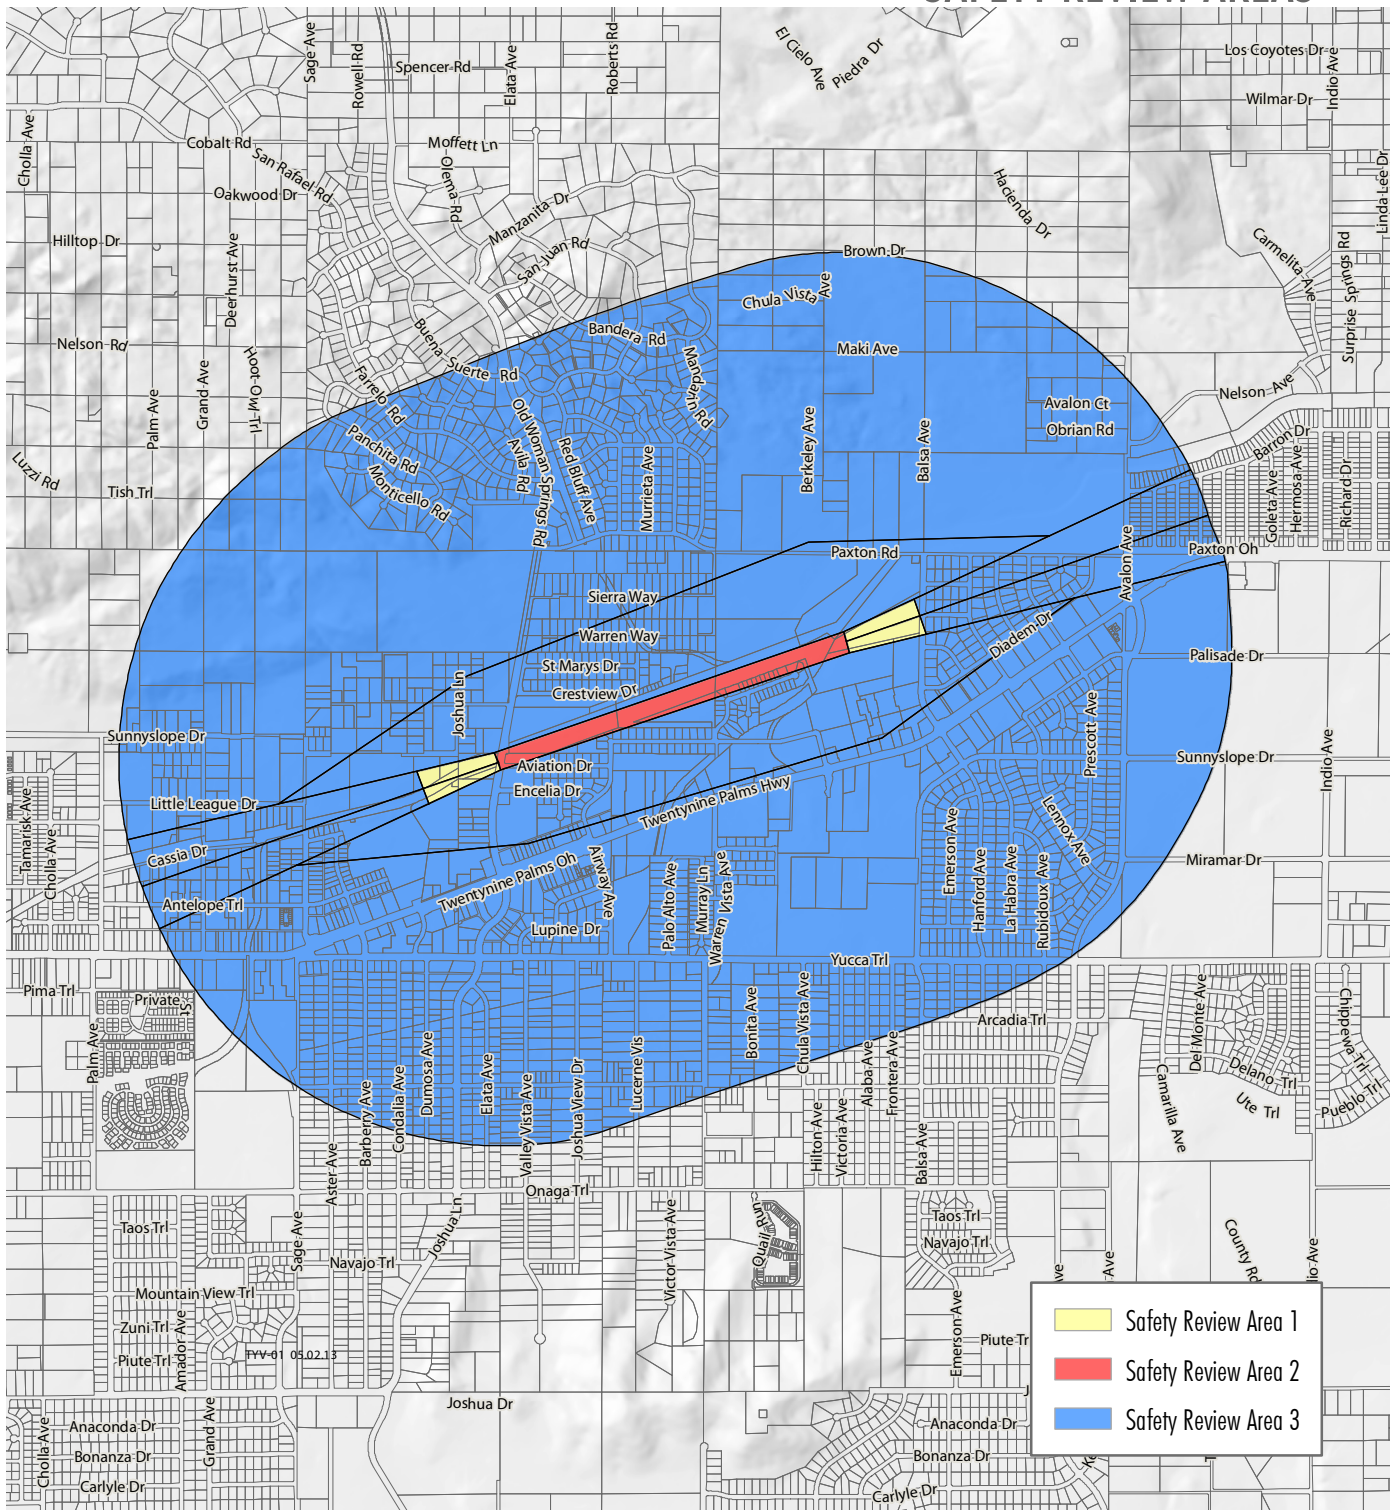 SAFETY REVIEW AREAS
Sage Ave
Rowell Rd
Spencer Rd
Elata Ave
Roberts Rd
El Cielo Ave
Piedra Dr
Los Coyotes Dr
Indio Ave
Wilmar Dr
Cholla Ave
Cobalt Rd
San Rafael Rd
Moffett Ln
Olema Rd
Oakwood Dr
Manzanita Dr
Hacienda Dr
Linda Lee Dr
Hilltop Dr
Deerhurst Ave
San Juan Rd
Brown Dr
Carmelita Ave
Surprise Springs Rd
Chula Vista Ave
Nelson Rd
Buena Suerte Rd
Bandera Rd
Maki Ave
Mandarin Rd
Hoot Owl Trl
Grand Ave
Palm Ave
Farrelo Rd
Nelson Ave
Avalon Ct
Obrian Rd
Barron Dr
Old Woman Springs Rd
Panchita Rd
Avila Rd
Red Bluff Ave
Murrieta Ave
Berkeley Ave
Balsa Ave
Luzzi Rd
Tish Trl
Monticello Rd
Goleta Ave
Hermosa Ave
Richard Dr
Paxton Rd
Avalon Ave
Paxton Oh
Sierra Way
Warren Way
Diadem Dr
St Marys Dr
Crestview Dr
Joshua Ln
Palisade Dr
Sunnyslope Dr
Prescott Ave
Sunnyslope Dr
Indio Ave
Aviation Dr
Encelia Dr
Little League Dr
Twentynine Palms Hwy
Tamarisk Ave
Cholla Ave
Cassia Dr
Emerson Ave
Lennox Ave
Miramar Dr
Twentynine Palms Oh
Airway Ave
Palo Alto Ave
Murray Ln
Warren Vista Ave
Hanford Ave
La Habra Ave
Rubidoux Ave
Antelope Trl
Lupine Dr
Yucca Trl
Pima Trl
Private St
Bonita Ave
Chula Vista Ave
Arcadia Trl
Del Monte Ave
Chippewa Trl
Palm Ave
Barberry Ave
Condalia Ave
Dumosa Ave
Elata Ave
Valley Vista Ave
Joshua View Dr
Lucerne Vis
Alaba Ave
Frontera Ave
Camarilla Ave
Delano Trl
Ute Trl
Pueblo Trl
Hilton Ave
Victoria Ave
Balsa Ave
Aster Ave
Onaga Trl
Taos Trl
Sage Ave
Joshua Ln
Victor Vista Ave
Quail Run
Taos Trl
Navajo Trl
Navajo Trl
County Rd
Ave
Ave
lio Ave
Mountain View Trl
Zuni Trl
Amador Ave
Piute Trl
TYV-01 05.02.13
Emerson Ave
Piute Tr
Safety Review Area 1
Safety Review Area 2
Safety Review Area 3
Joshua Dr
J
Cholla Ave
Anaconda Dr
Grand Ave
Bonanza Dr
Carlyle Dr
Anaconda Dr
Bonanza Dr
Carlyle Dr